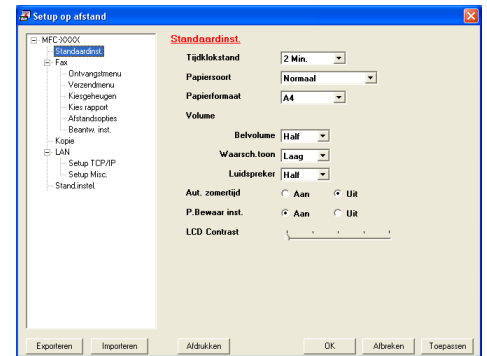 Setup op afstand
MFC-XXXX
Standaardinst.
Fax
Ontvangstmenu
Verzendmenu
Kiesgeheugen
Kies rapport
Afstandsopties
Beantw. inst.
Kopie
LAN
Setup TCP/IP
Setup Misc.
Stand.instel.
Standaardinst.
Tijdklokstand 2 Min.
Papiersoort Normaal
Papierformaat A4
Volume
Belvolume Half
Waarsch.toon Laag
Luidspreker Half
Aut. zomertijd Aan Uit
P.Bewaar inst. Aan Uit
LCD Contrast
Exporteren Importeren Afdrukken OK Afbreken Toepassen